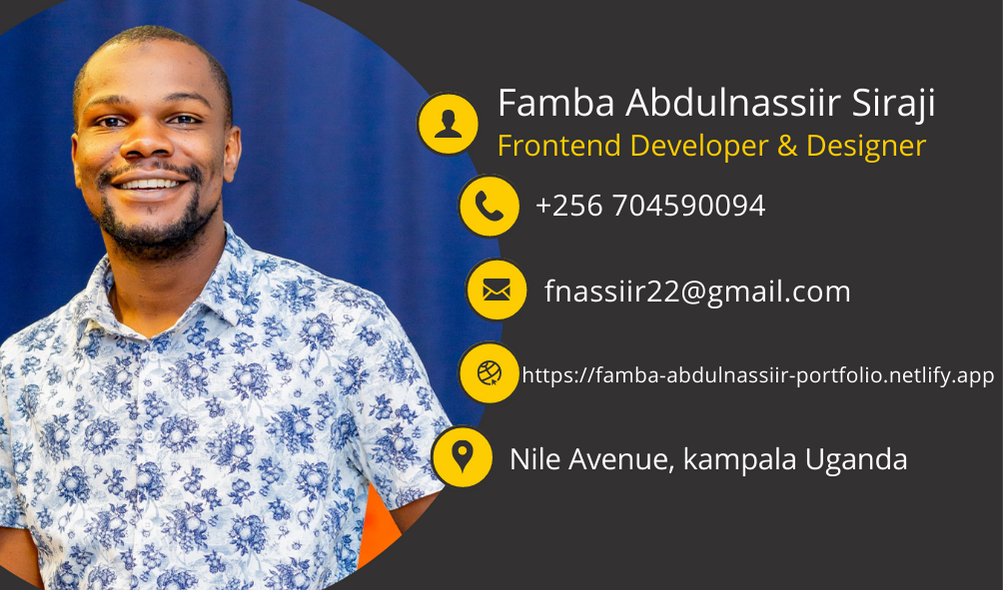 Famba Abdulnassiir Siraji
Frontend Developer & Designer
+256 704590094
fnassiir22@gmail.com
https://famba-abdulnassiir-portfolio.netlify.app
Nile Avenue, kampala Uganda